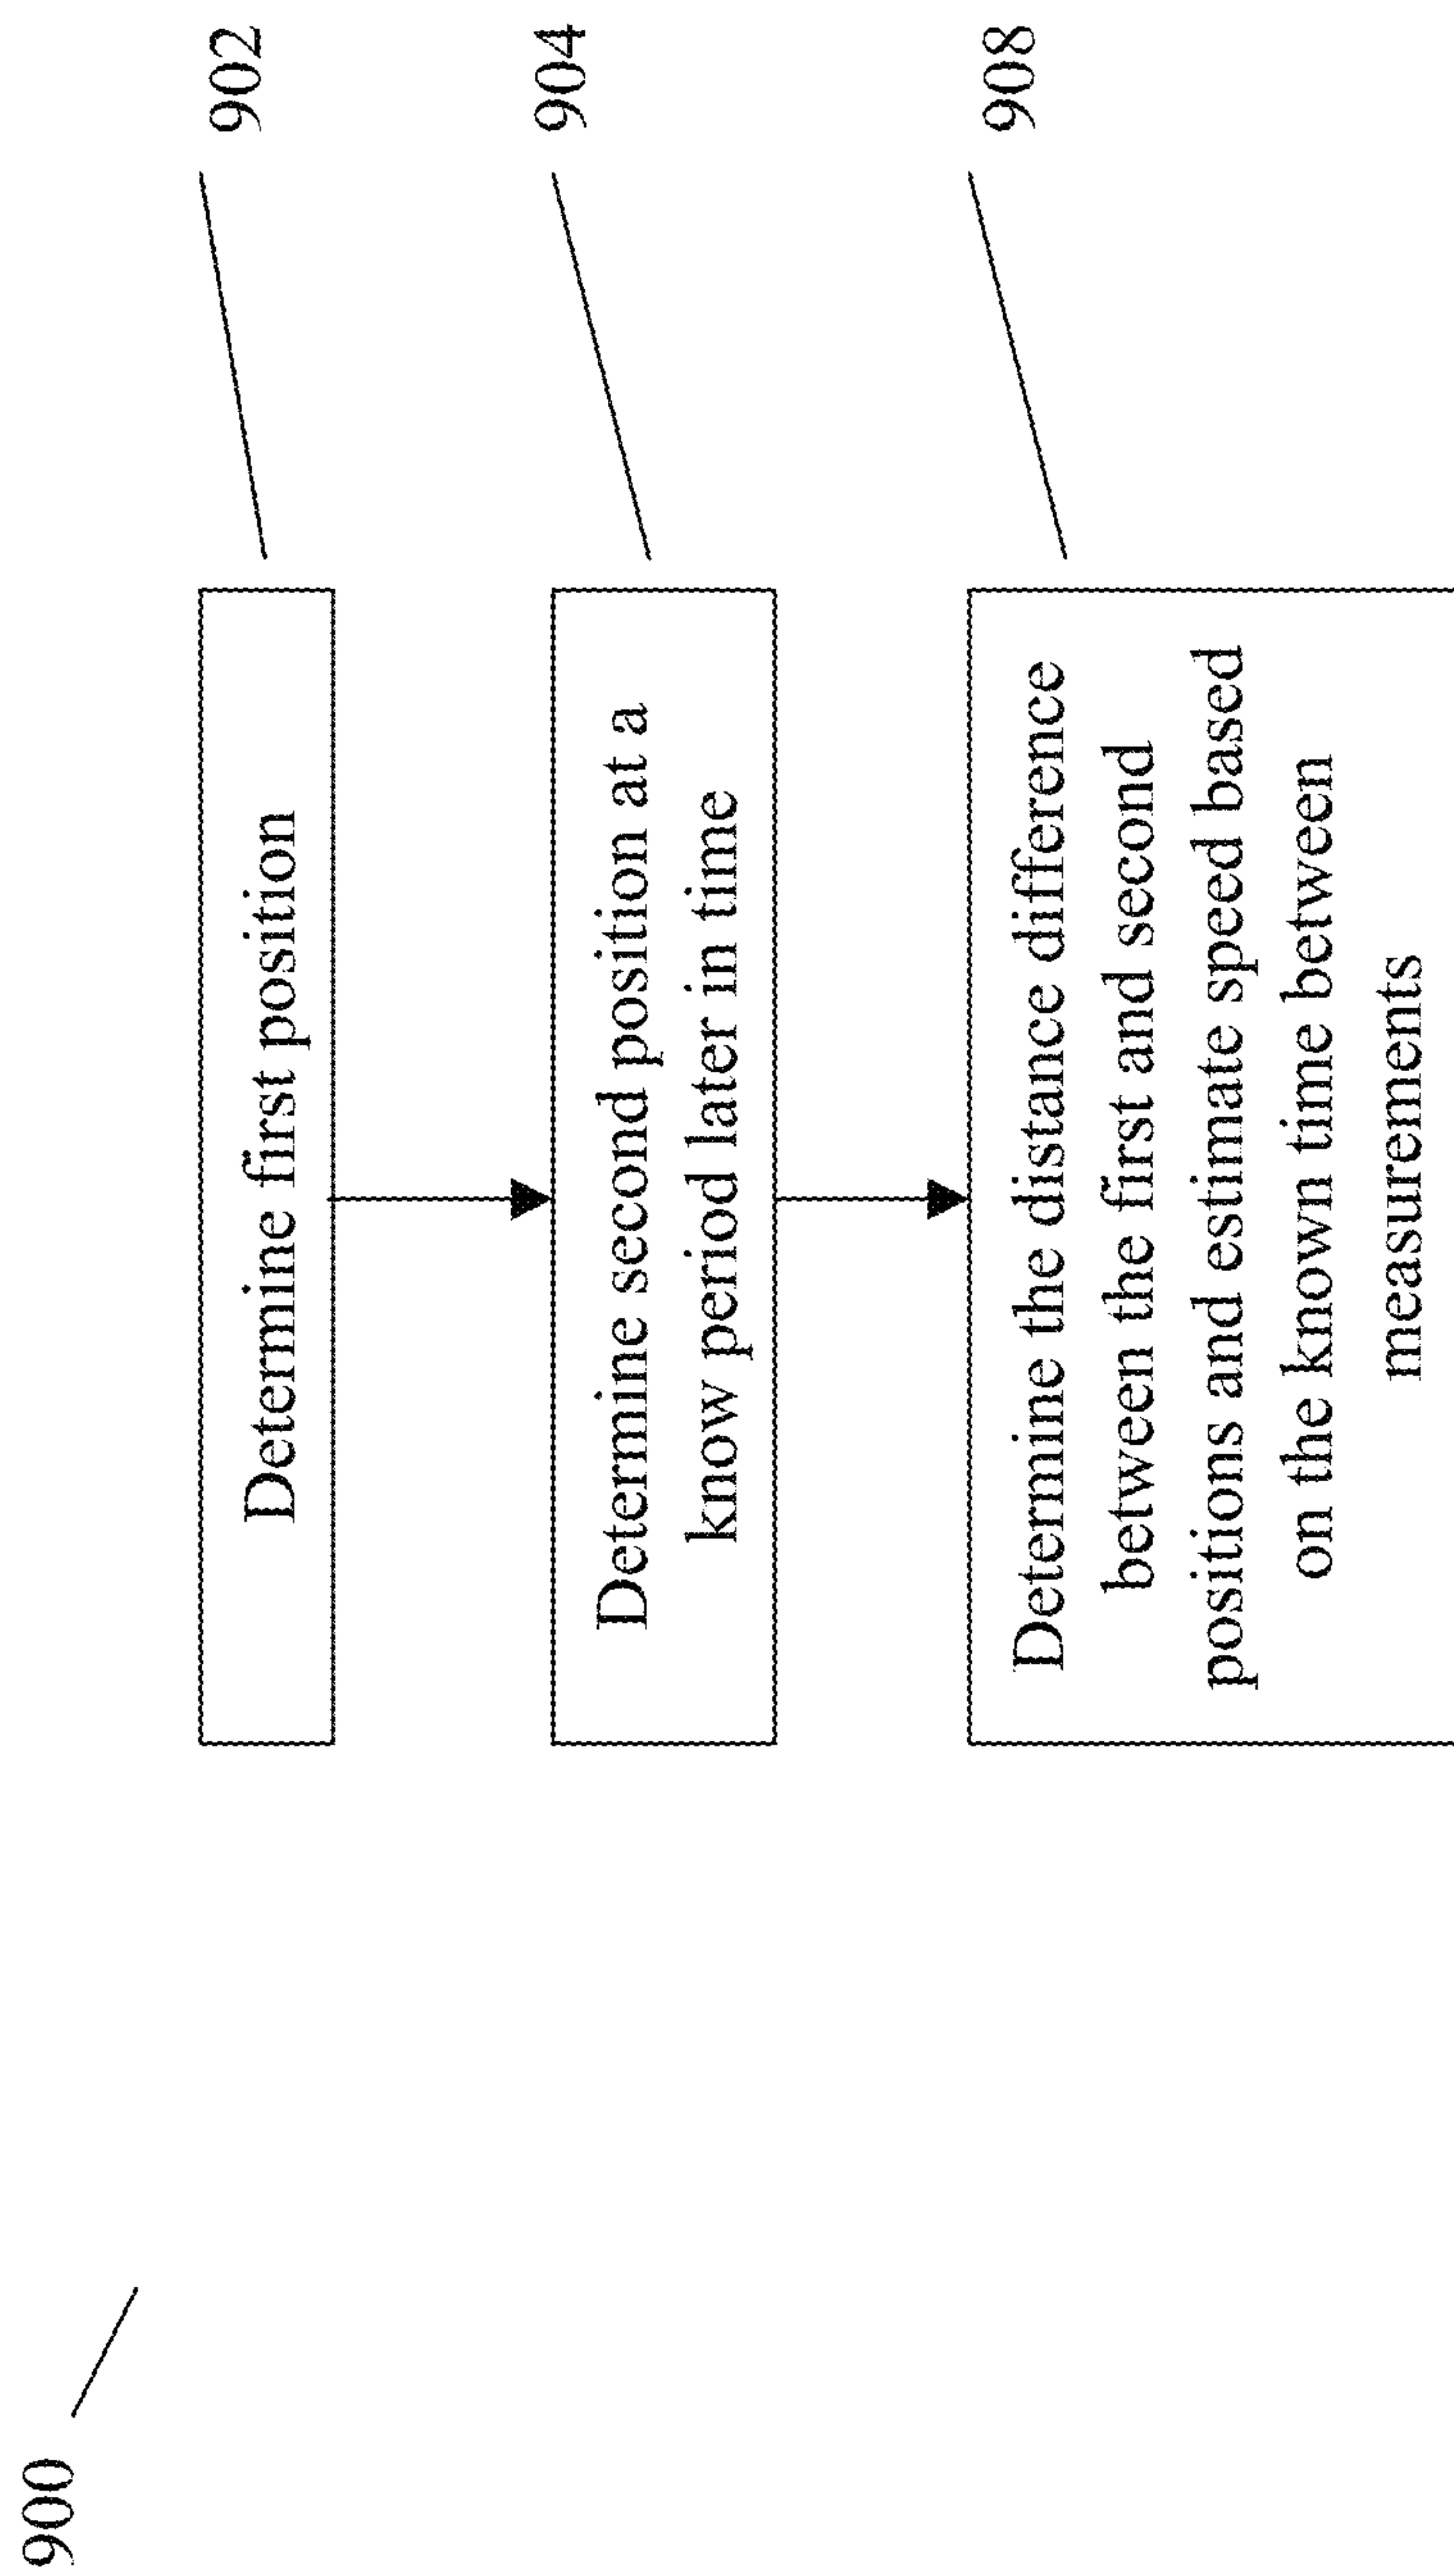 900
Determine first position
902
Determine second position at a
know period later in time
904
Determine the distance difference
between the first and second
positions and estimate speed based
on the known time between
measurements
908